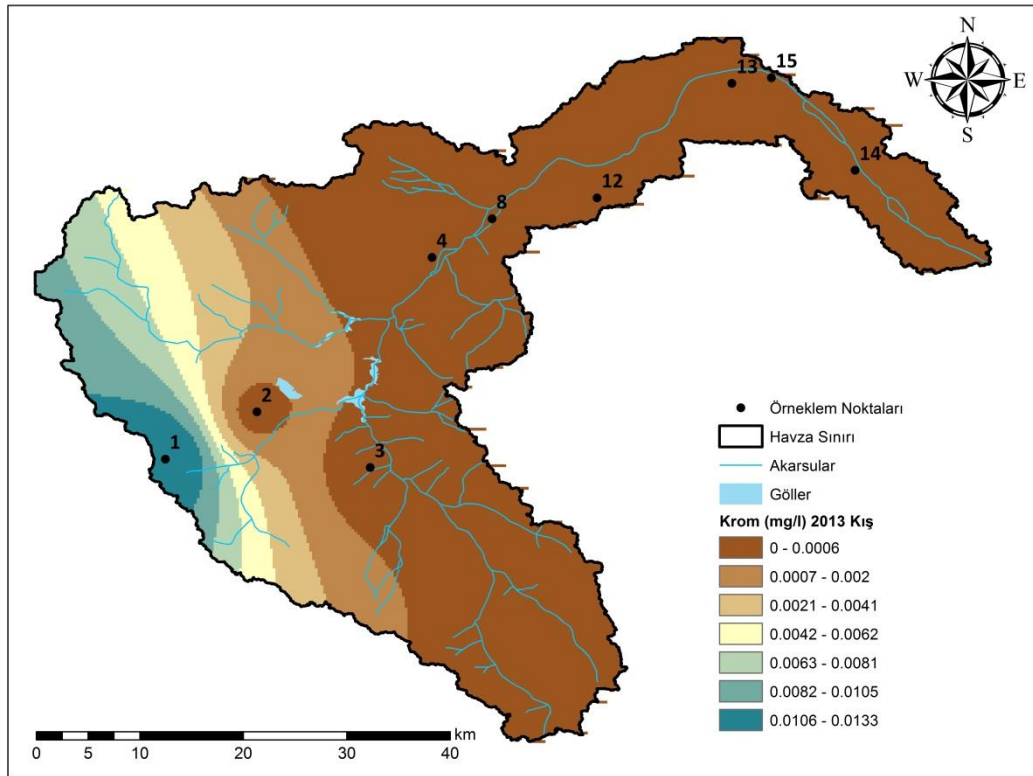 N
W E
S
13
15
14
12
8
4
2
1
3
Örneklem Noktaları
Havza Sınırı
Akarsular
Göller
Krom (mg/l) 2013 Kış
0 - 0.0006
0.0007 - 0.002
0.0021 - 0.0041
0.0042 - 0.0062
0.0063 - 0.0081
0.0082 - 0.0105
0.0106 - 0.0133
km
0 5 10 20 30 40